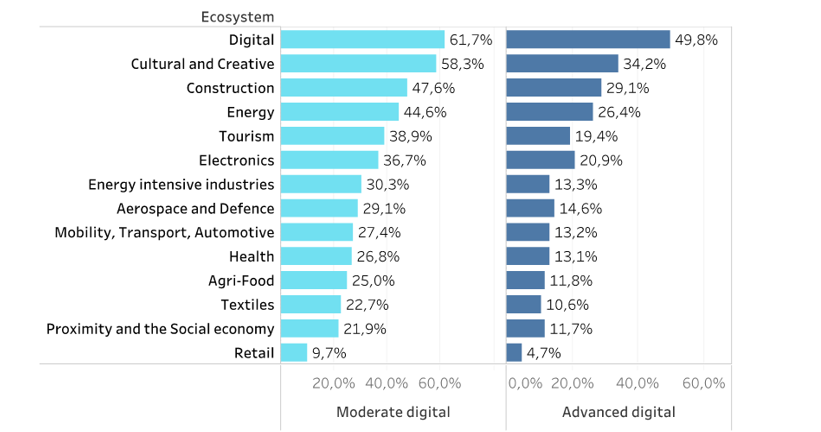 Ecosystem
Digital 61,7% 49,8%
Cultural and Creative 58,3% 34,2%
Construction 47,6% 29,1%
Energy 44,6% 26,4%
Tourism 38,9% 19,4%
Electronics 36,7% 20,9%
Energy intensive industries 30,3% 13,3%
Aerospace and Defence 29,1% 14,6%
Mobility, Transport, Automotive 27,4% 13,2%
Health 26,8% 13,1%
Agri-Food 25,0% 11,8%
Textiles 22,7% 10,6%
Proximity and the Social economy 21,9% 11,7%
Retail 9,7% 4,7%
20,0% 40,0% 60,0% 0,0% 20,0% 40,0% 60,0%
Moderate digital Advanced digital